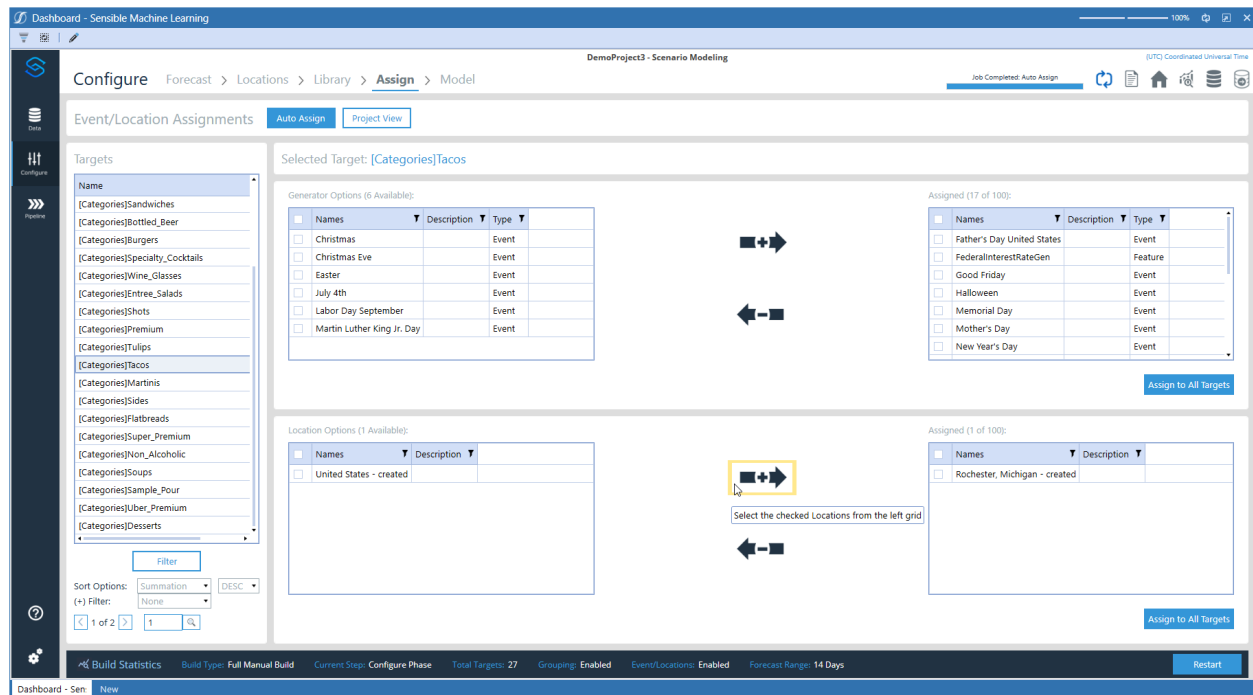 Dashboard - Sensible Machine Learning
100%
DemoProject3 - Scenario Modeling
(UTC) Coordinated Universal Time
Configure Forecast > Locations > Library > Assign > Model
Job Completed: Auto Assign
Data
Configure
Pipeline
Event/Location Assignments Auto Assign Project View
Targets
Name
[Categories]Sandwiches
[Categories]Bottled_Beer
[Categories]Burgers
[Categories]Specialty_Cocktails
[Categories]Wine_Glasses
[Categories]Entree_Salads
[Categories]Shots
[Categories]Premium
[Categories]Tulips
[Categories]Tacos
[Categories]Martinis
[Categories]Sides
[Categories]Flatbreads
[Categories]Super_Premium
[Categories]Non_Alcoholic
[Categories]Soups
[Categories]Sample_Pour
[Categories]Uber_Premium
[Categories]Desserts
Filter
Sort Options: Summation DESC
(+) Filter: None
< 1 of 2 > 1
Selected Target: [Categories]Tacos
Generator Options (6 Available):
Names Description Type
Christmas Event
Christmas Eve Event
Easter Event
July 4th Event
Labor Day September Event
Martin Luther King Jr. Day Event
Assigned (17 of 100):
Names Description Type
Father's Day United States Event
FederalInterestRateGen Feature
Good Friday Event
Halloween Event
Memorial Day Event
Mother's Day Event
New Year's Day Event
Assign to All Targets
Location Options (1 Available):
Names Description
United States - created
Select the checked Locations from the left grid
Assigned (1 of 100):
Names Description
Rochester, Michigan - created
Assign to All Targets
Build Statistics Build Type: Full Manual Build Current Step: Configure Phase Total Targets: 27 Grouping: Enabled Event/Locations: Enabled Forecast Range: 14 Days Restart
Dashboard - Sen New